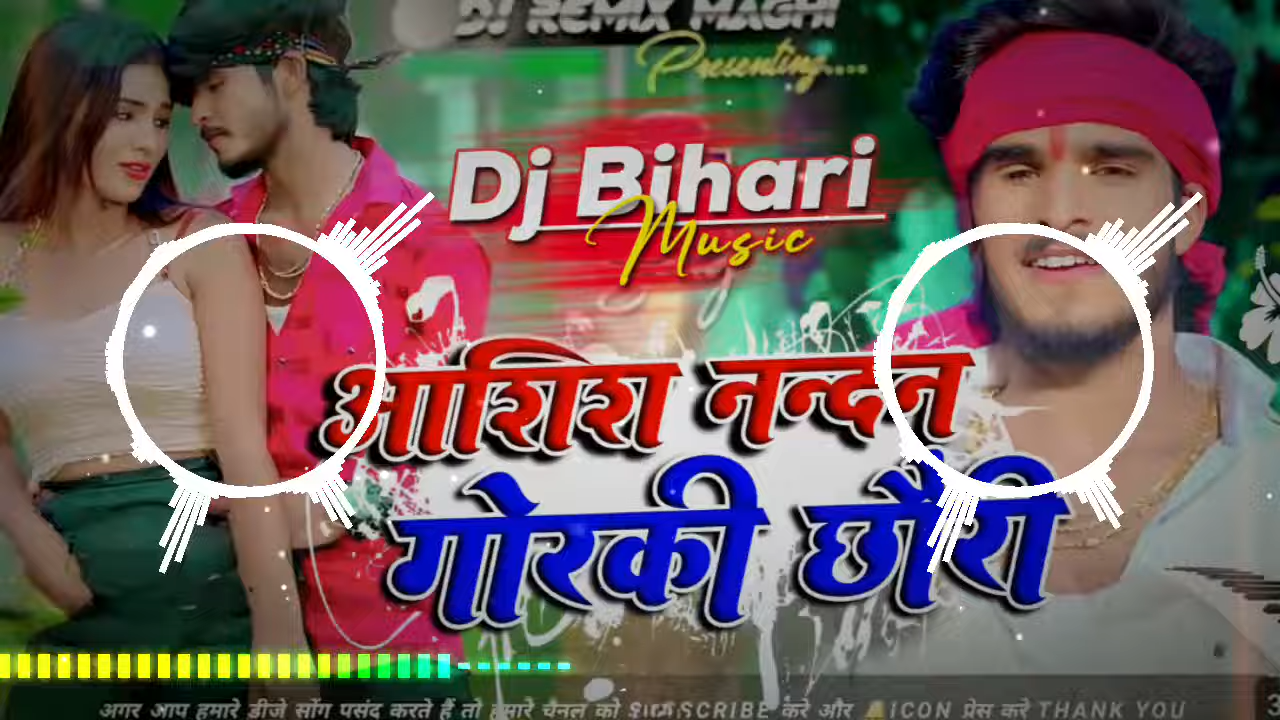 DJ REMIX MAGHI
Presenting....
Dj Bihari
Music
आशिश नन्दन
गोरकी छौरी
अगर आप हमारे डीजे सोंग पसंद करते हैं तो हमारे चैनल को SUBSCRIBE करे और ICON प्रेस करे THANK YOU